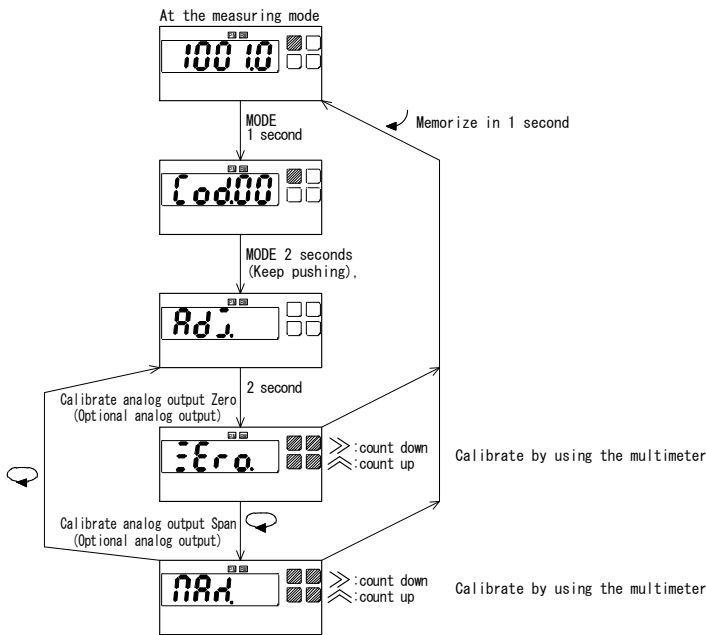 At the measuring mode
1001.0
Memorize in 1 second
MODE
1 second
Cod.00
MODE 2 seconds
(Keep pushing),
Adj.
2 second
Calibrate analog output Zero
(Optional analog output)
ZEro.
:count down
:count up
Calibrate by using the multimeter
Calibrate analog output Span
(Optional analog output)
:count down
:count up
Calibrate by using the multimeter